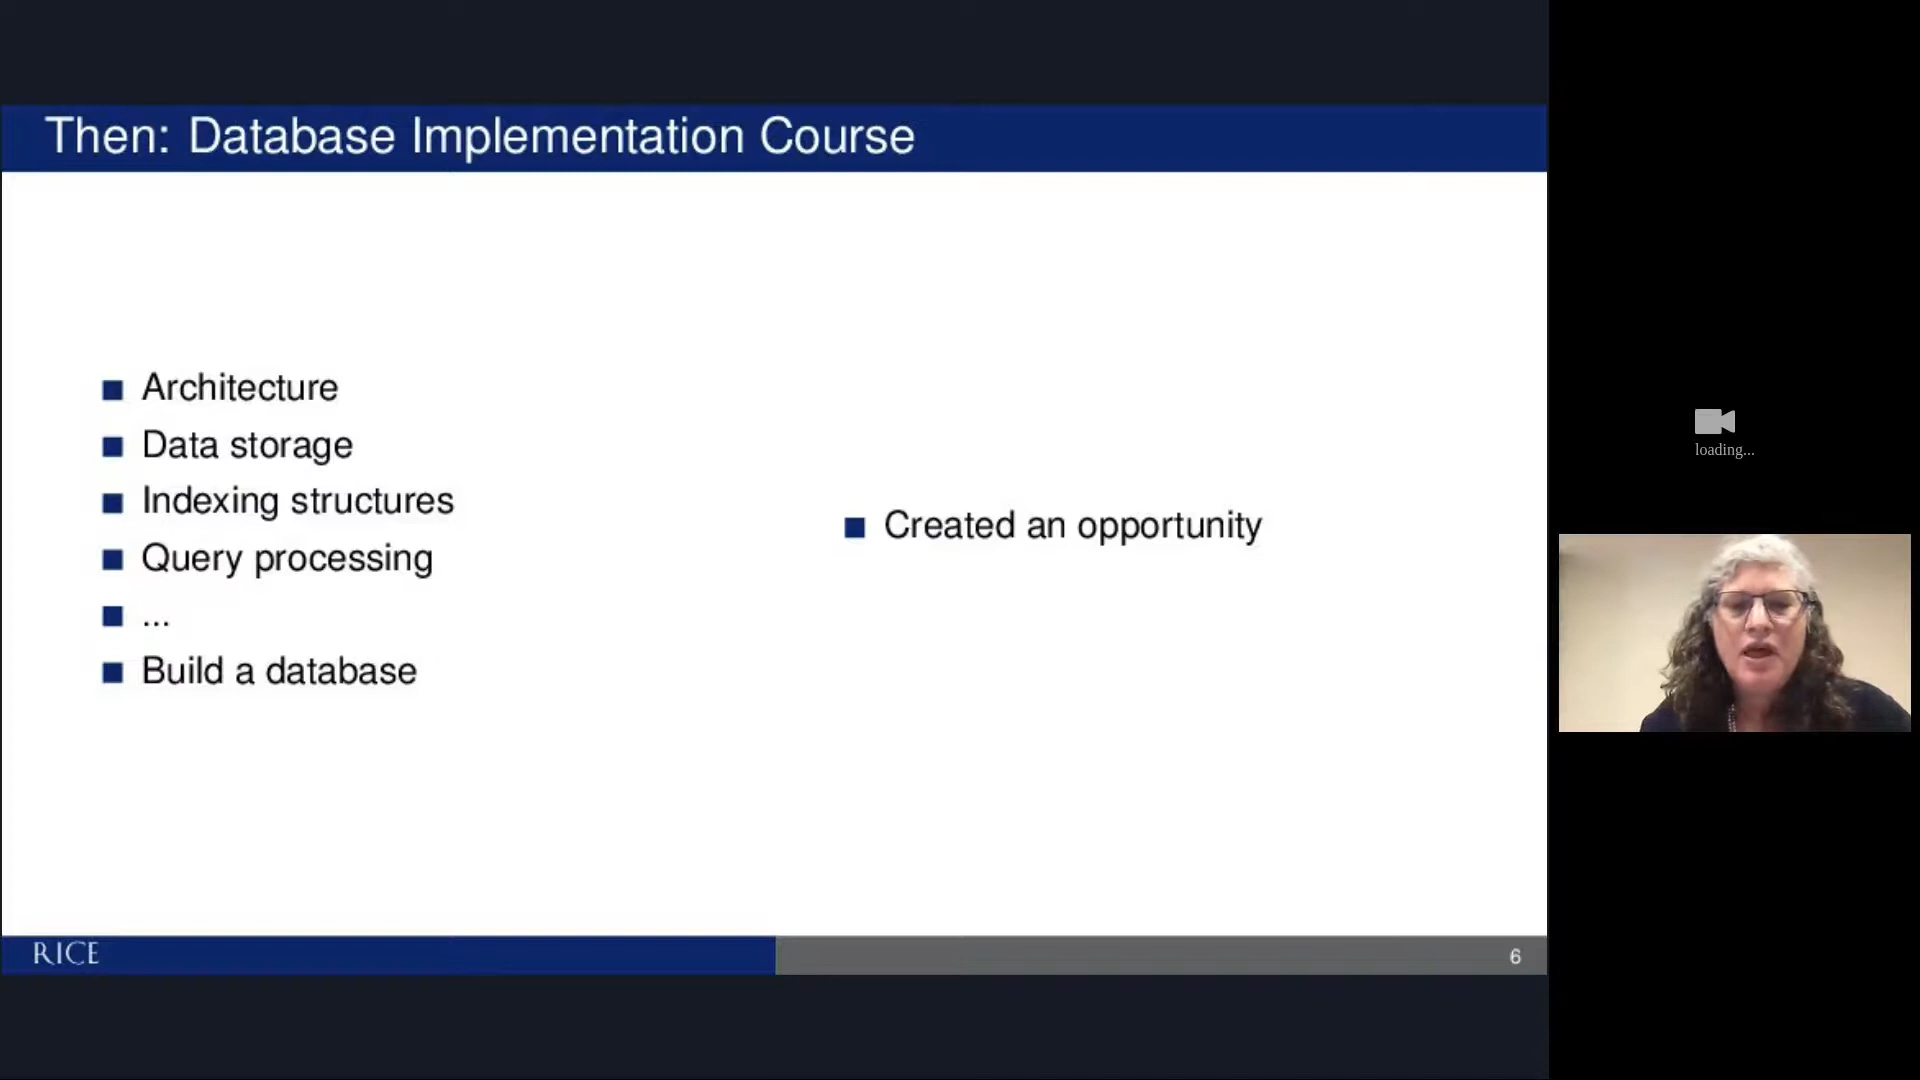 Then: Database Implementation Course
Architecture
Data storage
Indexing structures
Query processing
...
Build a database
Created an opportunity
loading...
RICE
6